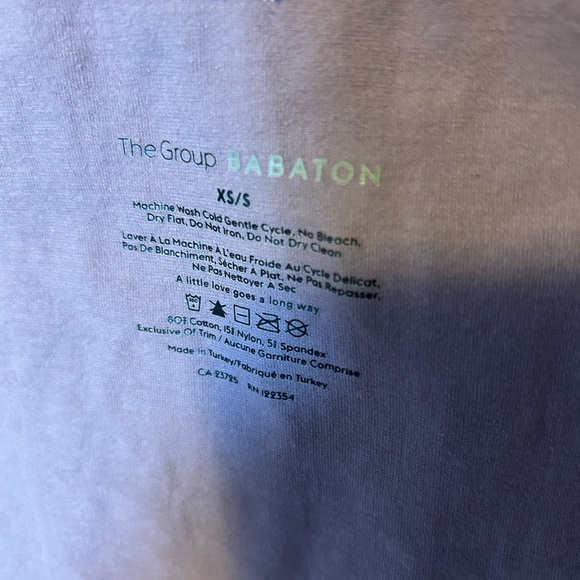 The Group BABATON
XS/S
Machine Wash Cold Gentle Cycle, No Bleach,
Dry Flat, Do Not Iron, Do Not Dry Clean
Laver À La Machine À L'eau Froide Au Cycle Délicat,
Pas De Blanchiment, Sécher À Plat, Ne Pas Repasser,
Ne Pas Nettoyer A Sec
A little love goes a long way
80% Cotton, 15% Nylon, 5% Spandex
Exclusive Of Trim / Aucune Garniture Comprise
Made in Turkey/Fabriqué en Turkey
CA 23725 RN 122354